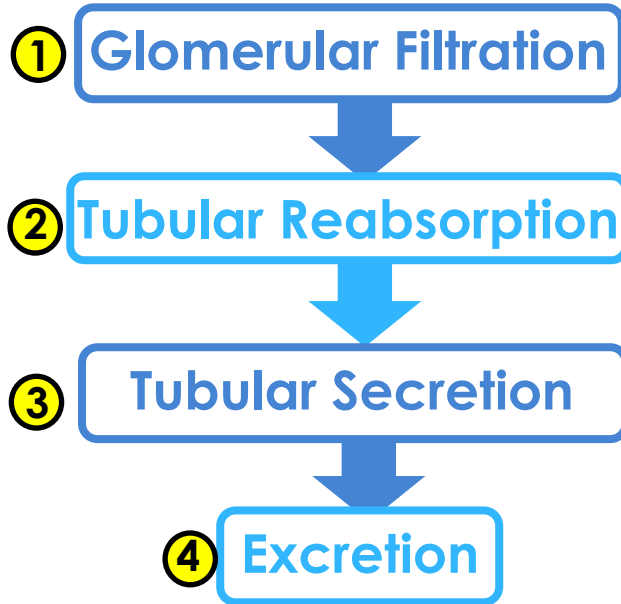 1 Glomerular Filtration
2 Tubular Reabsorption
3 Tubular Secretion
4 Excretion